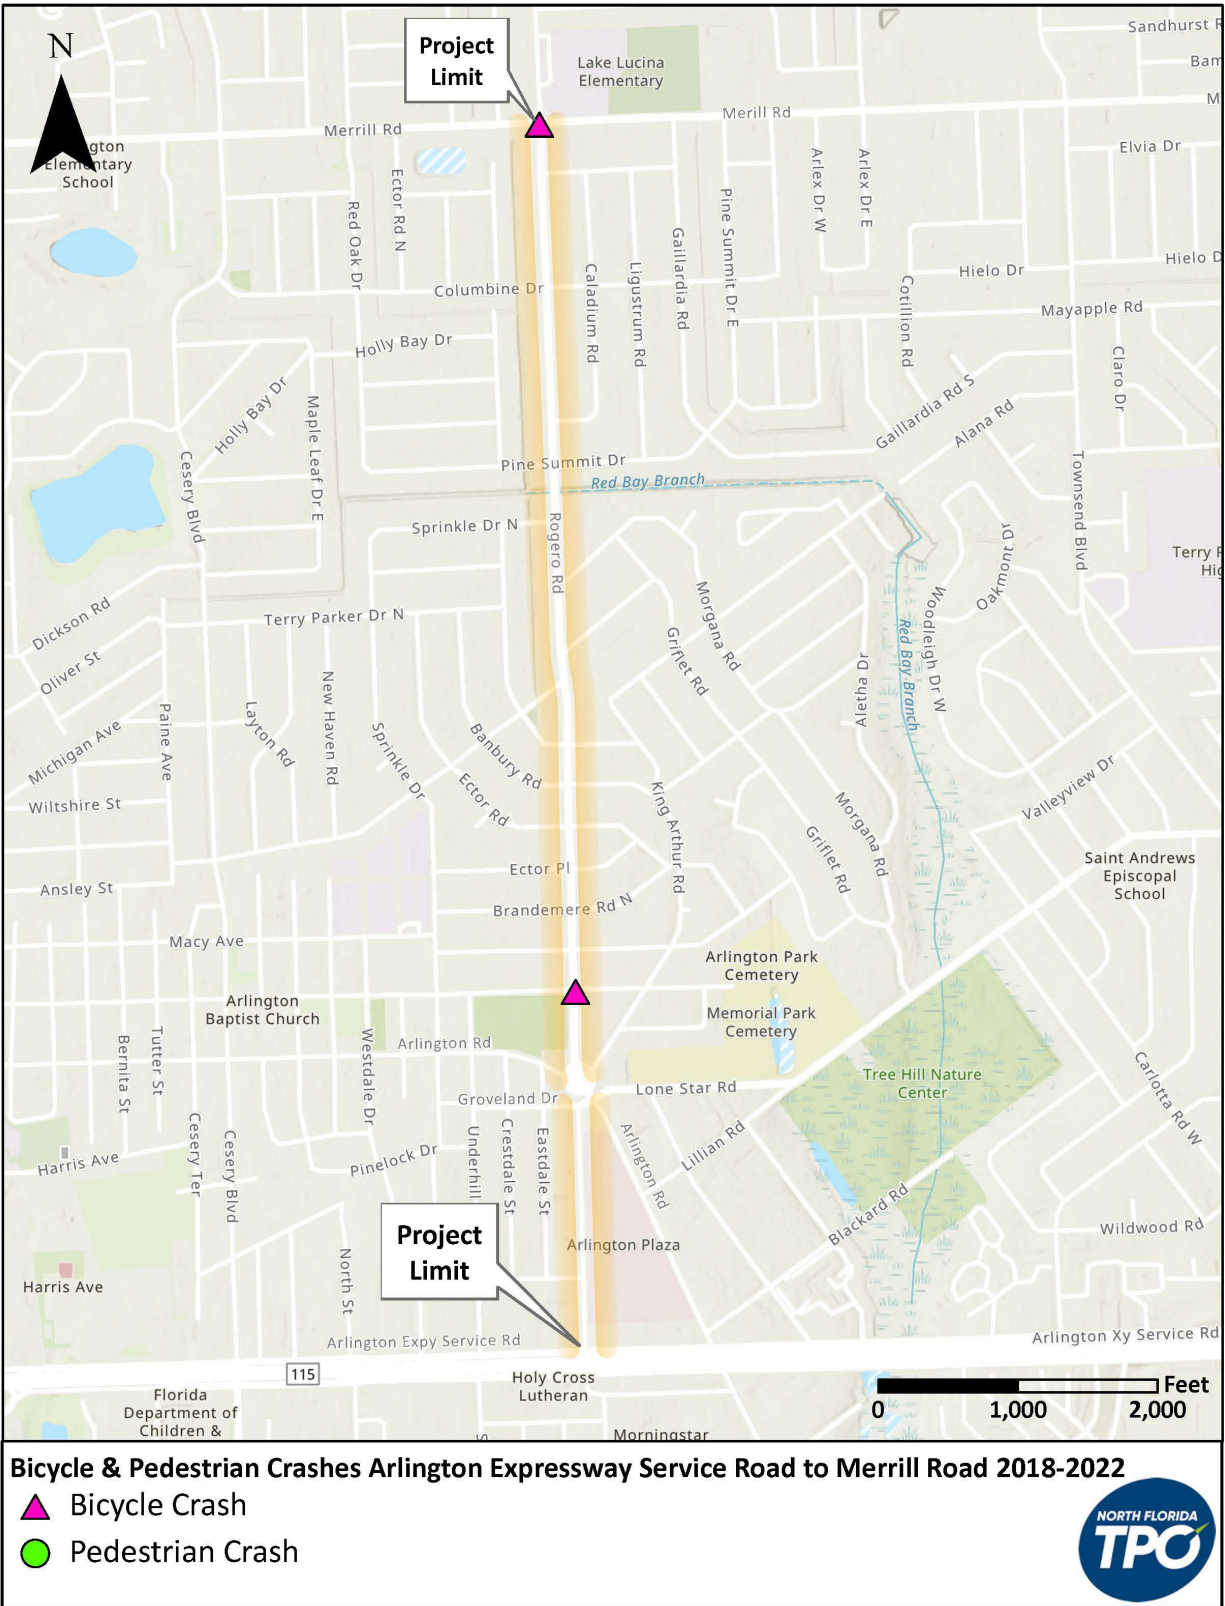 N
Project
Limit
Lake Lucina
Elementary
Sandhurst
Bam
Merrill Rd
Merill Rd
M
gton
Elementary
School
Elvia Dr
Ector Rd N
Red Oak Dr
Arlex Dr W
Arlex Dr E
Pine Summit Dr E
Gaillardia Rd
Caladium Rd
Ligustrum Rd
Columbine Dr
Hielo Dr
Hielo D
Cotillion Rd
Mayapple Rd
Holly Bay Dr
Holly Bay Dr
Maple Leaf Dr E
Claro Dr
Gaillardia Rd S
Alana Rd
Cesery Blvd
Pine Summit Dr
Red Bay Branch
Townsend Blvd
Sprinkle Dr N
Rogero Rd
Oakmont Dr
Terry P
Hig
Dickson Rd
Terry Parker Dr N
Morgana Rd
Griflet Rd
Woodleigh Dr W
Red Bay Branch
Aletha Dr
Oliver St
Michigan Ave
Paine Ave
Layton Rd
New Haven Rd
Sprinkle Dr
Banbury Rd
Ector Rd
Wiltshire St
King Arthur Rd
Morgana Rd
Griflet Rd
Valleyview Dr
Ansley St
Ector Pl
Brandemere Rd N
Saint Andrews
Episcopal
School
Macy Ave
Arlington Park
Cemetery
Arlington
Baptist Church
Memorial Park
Cemetery
Bernita St
Tutter St
Westdale Dr
Arlington Rd
Tree Hill Nature
Center
Carlotta Rd W
Groveland Dr
Lone Star Rd
Cesery Ter
Cesery Blvd
Underhill
Crestdale St
Eastdale St
Arlington Rd
Lillian Rd
Harris Ave
Pinelock Dr
Blackard Rd
Wildwood Rd
Project
Limit
Arlington Plaza
Harris Ave
North St
Arlington Expy Service Rd
Arlington Xy Service Rd
115
Holy Cross
Lutheran
Florida
Department of
Children &
Morningstar
S
Feet
0 1,000 2,000
Bicycle & Pedestrian Crashes Arlington Expressway Service Road to Merrill Road 2018-2022
Bicycle Crash
Pedestrian Crash
NORTH FLORIDA
TPO